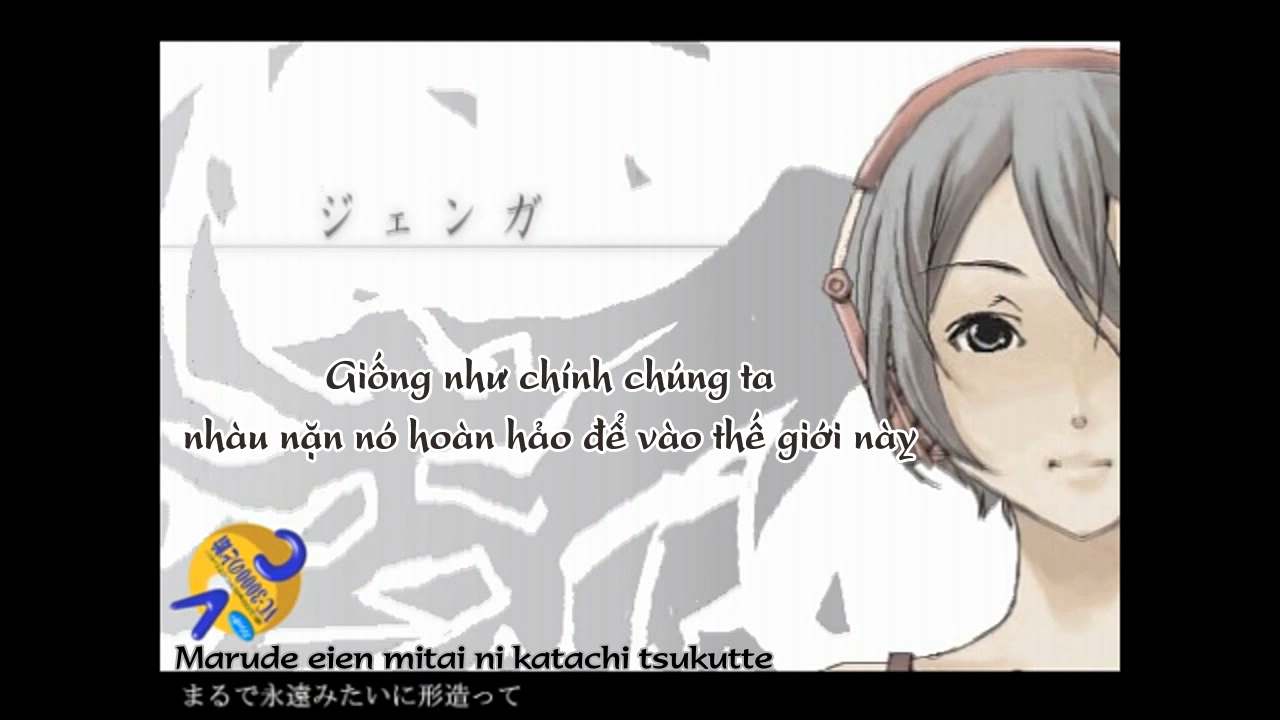 ジェンガ
Giống như chính chúng ta
nhàu nặn nó hoàn hảo để vào thế giới này
Marude eien mitai ni katachi tsukutte
まるで永遠みたいに形造って